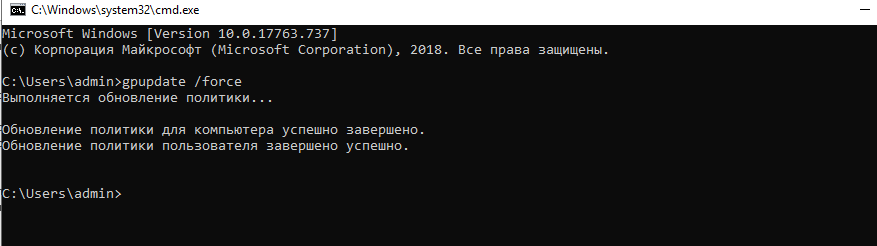 C:\Windows\system32\cmd.exe
Microsoft Windows [Version 10.0.17763.737]
(c) Корпорация Майкрософт (Microsoft Corporation), 2018. Все права защищены.
C:\Users\admin>gpupdate /force
Выполняется обновление политики...
Обновление политики для компьютера успешно завершено.
Обновление политики пользователя завершено успешно.
C:\Users\admin>